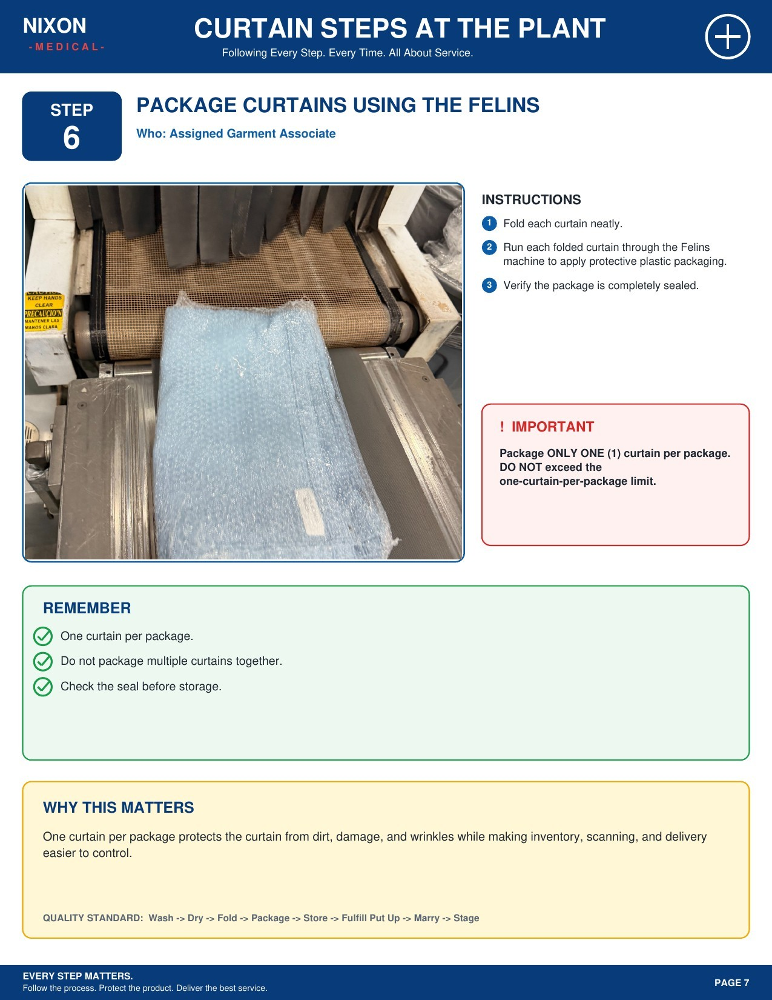 NIXON
-MEDICAL-
CURTAIN STEPS AT THE PLANT
Following Every Step. Every Time. All About Service.
STEP
6
PACKAGE CURTAINS USING THE FELINS
Who: Assigned Garment Associate
CAUTION
KEEP HANDS
CLEAR
PRECAUCIO'N
MANTENER LAS
MANOS CLARA
INSTRUCTIONS
1 Fold each curtain neatly.
2 Run each folded curtain through the Felins
machine to apply protective plastic packaging.
3 Verify the package is completely sealed.
! IMPORTANT
Package ONLY ONE (1) curtain per package.
DO NOT exceed the
one-curtain-per-package limit.
REMEMBER
One curtain per package.
Do not package multiple curtains together.
Check the seal before storage.
WHY THIS MATTERS
One curtain per package protects the curtain from dirt, damage, and wrinkles while making inventory, scanning, and delivery
easier to control.
QUALITY STANDARD: Wash -> Dry -> Fold -> Package -> Store -> Fulfill Put Up -> Marry -> Stage
EVERY STEP MATTERS.
Follow the process. Protect the product. Deliver the best service.
PAGE 7